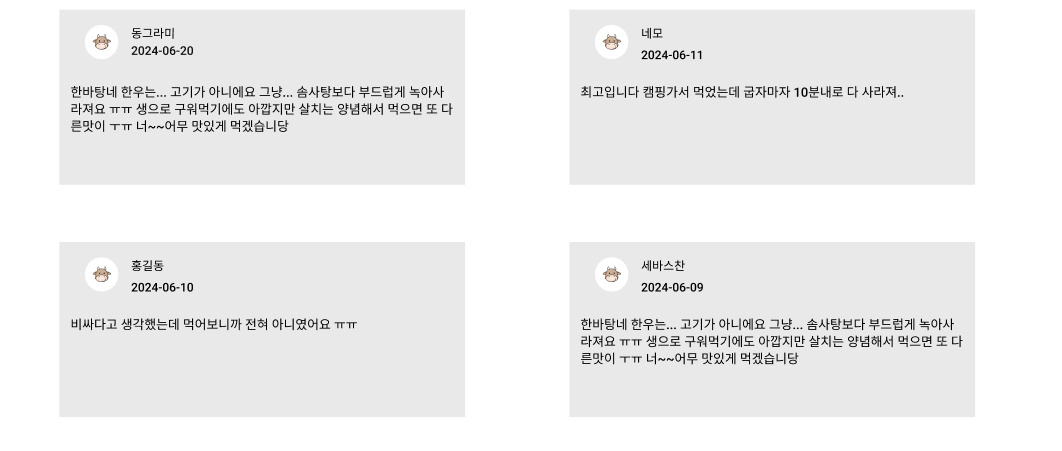 동그라미
2024-06-20
한바탕네 한우는... 고기가 아니에요 그냥... 솜사탕보다 부드럽게 녹아사
라져요 ㅠㅠ 생으로 구워먹기에도 아깝지만 살치는 양념해서 먹으면 또 다
른맛이 ㅜㅠ 너~~어무 맛있게 먹겠습니당
네모
2024-06-11
최고입니다 캠핑가서 먹었는데 굽자마자 10분내로 다 사라져..
홍길동
2024-06-10
비싸다고 생각했는데 먹어보니까 전혀 아니였어요 ㅠㅠ
세바스찬
2024-06-09
한바탕네 한우는... 고기가 아니에요 그냥... 솜사탕보다 부드럽게 녹아사
라져요 ㅠㅠ 생으로 구워먹기에도 아깝지만 살치는 양념해서 먹으면 또 다
른맛이 ㅜㅠ 너~~어무 맛있게 먹겠습니당